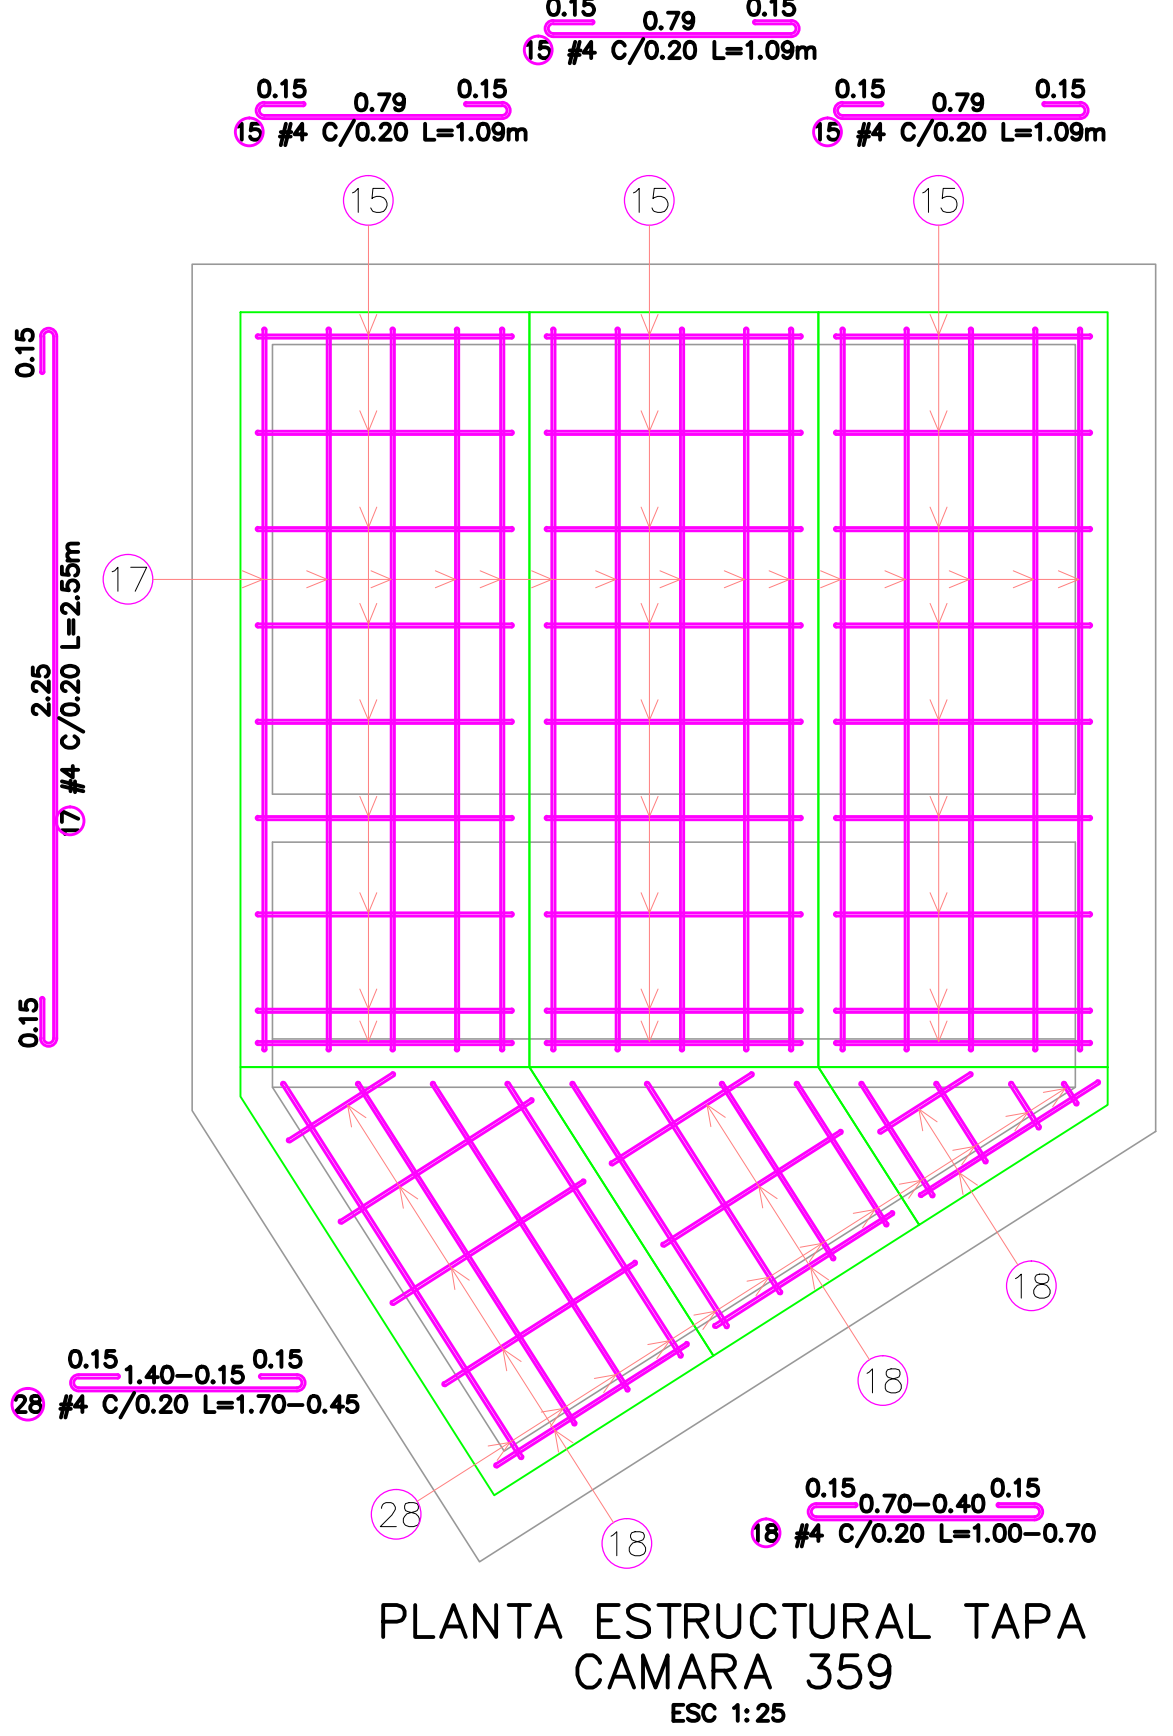 0.15 0.79 0.15
15 #4 C/0.20 L=1.09m
0.15 0.79 0.15
15 #4 C/0.20 L=1.09m
0.15 0.79 0.15
15 #4 C/0.20 L=1.09m
15
15
15
0.15
2.25
0.15
17 #4 C/0.20 L=2.55m
17
18
18
0.15 1.40-0.15 0.15
28 #4 C/0.20 L=1.70-0.45
28
18
0.15 0.70-0.40 0.15
18 #4 C/0.20 L=1.00-0.70
PLANTA ESTRUCTURAL TAPA
CAMARA 359
ESC 1:25